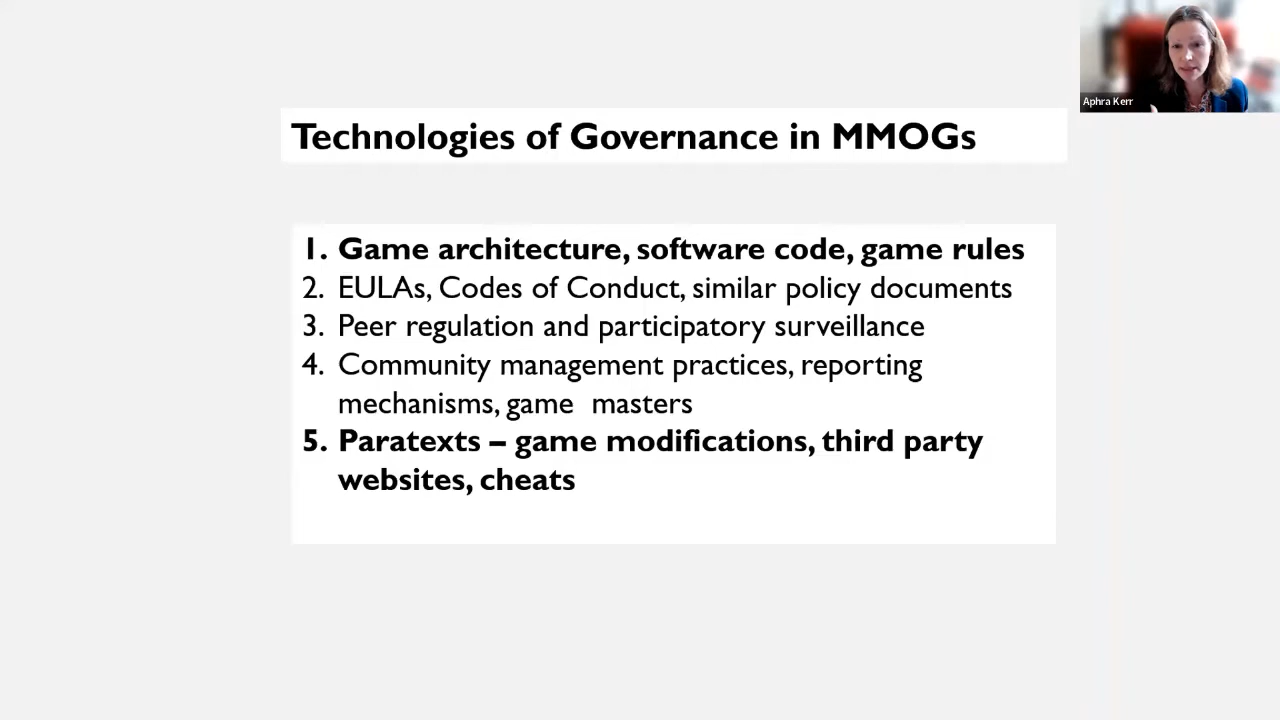 Aphra Kerr
Technologies of Governance in MMOGs
1. Game architecture, software code, game rules
2. EULAs, Codes of Conduct, similar policy documents
3. Peer regulation and participatory surveillance
4. Community management practices, reporting
mechanisms, game masters
5. Paratexts – game modifications, third party
websites, cheats